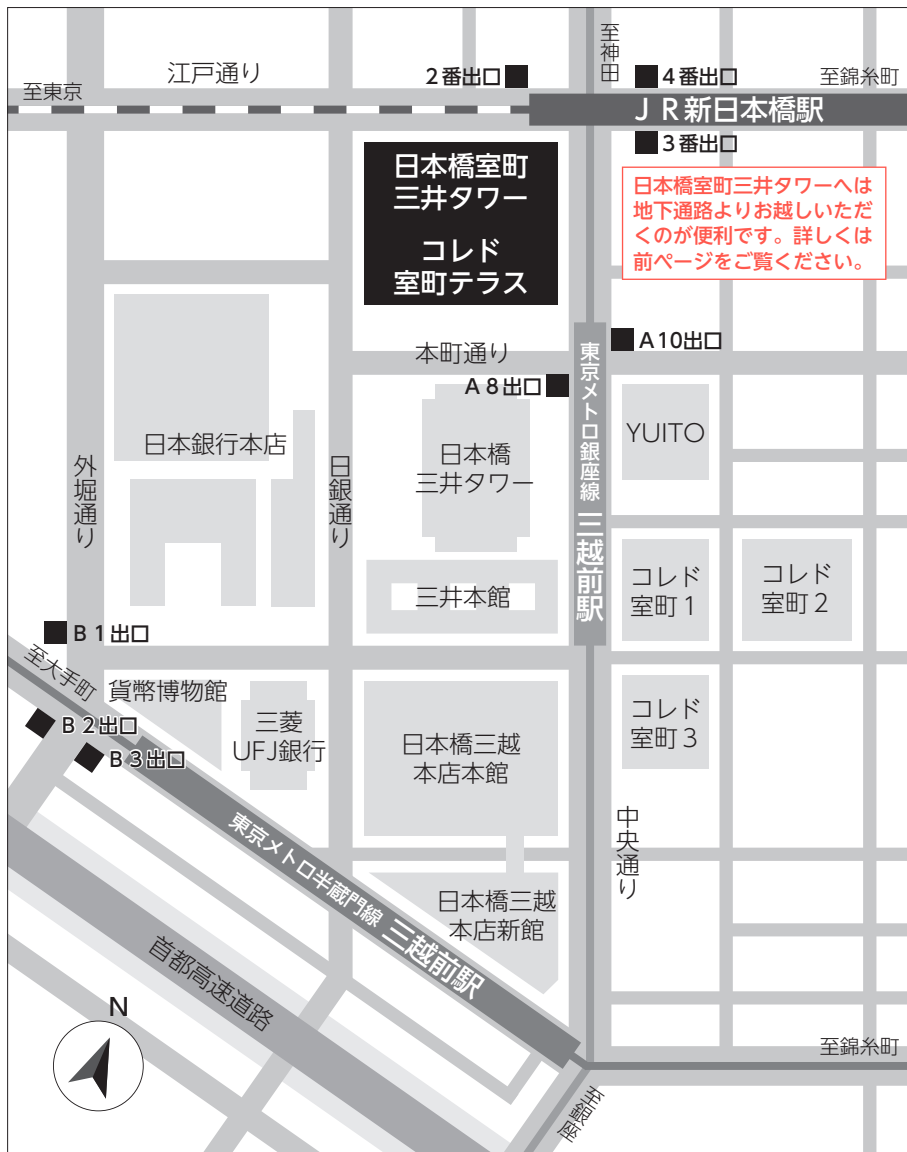 至神田
江戸通り
2番出口
4番出口
至錦糸町
至東京
JR新日本橋駅
3番出口
日本橋室町
三井タワー
コレド
室町テラス
日本橋室町三井タワーへは
地下通路よりお越しいただ
くのが便利です。詳しくは
前ページをご覧ください。
A10出口
本町通り
A8出口
東京メトロ銀座線 三越前駅
YUITO
日本銀行本店
日本橋
三井タワー
外堀通り
日銀通り
コレド
室町1
コレド
室町2
三井本館
B1出口
至大手町
貨幣博物館
B2出口
B3出口
三菱
UFJ銀行
日本橋三越
本店本館
コレド
室町3
中央通り
東京メトロ半蔵門線 三越前駅
日本橋三越
本店新館
首都高速道路
N
至錦糸町
至銀座